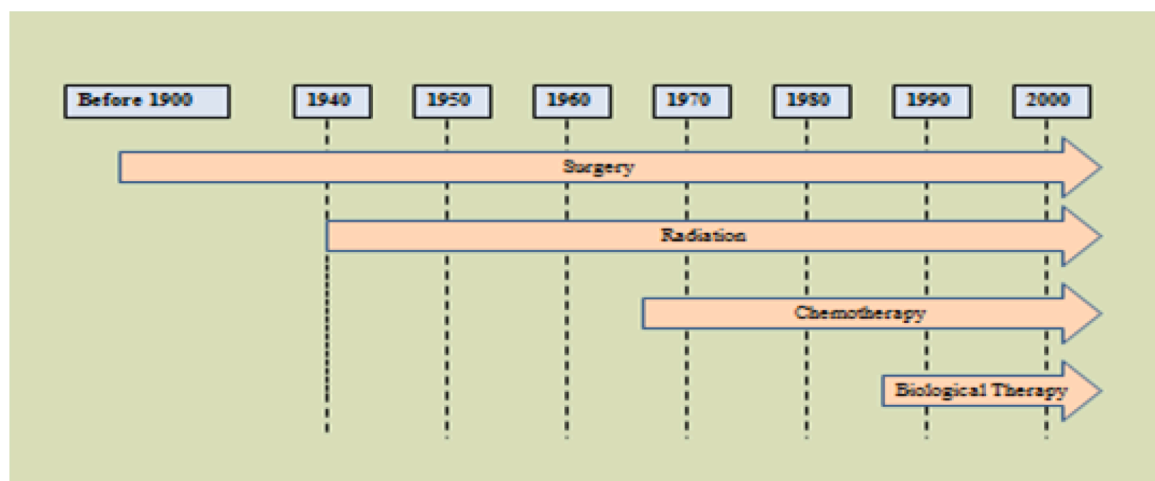 Before 1900 1940 1950 1960 1970 1980 1990 2000
Surgery
Radiation
Chemotherapy
Biological Therapy